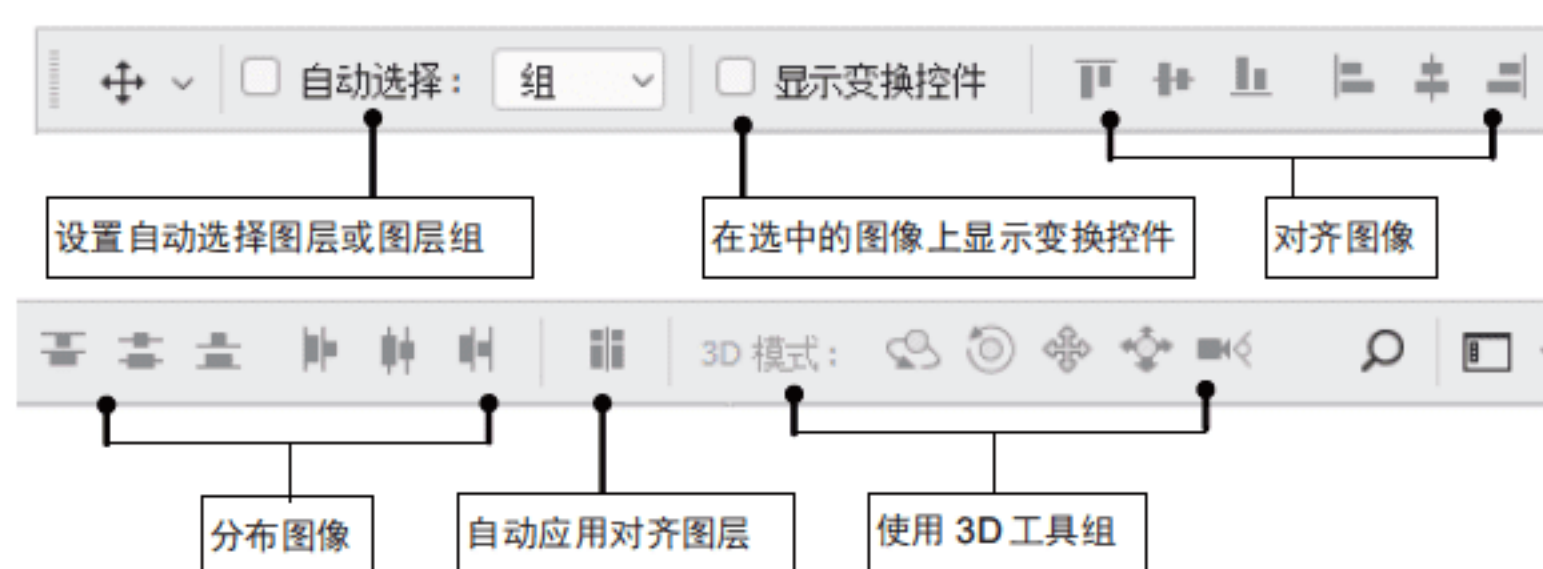 自动选择： 组 显示变换控件
设置自动选择图层或图层组 在选中的图像上显示变换控件 对齐图像
3D 模式：
分布图像 自动应用对齐图层 使用 3D 工具组